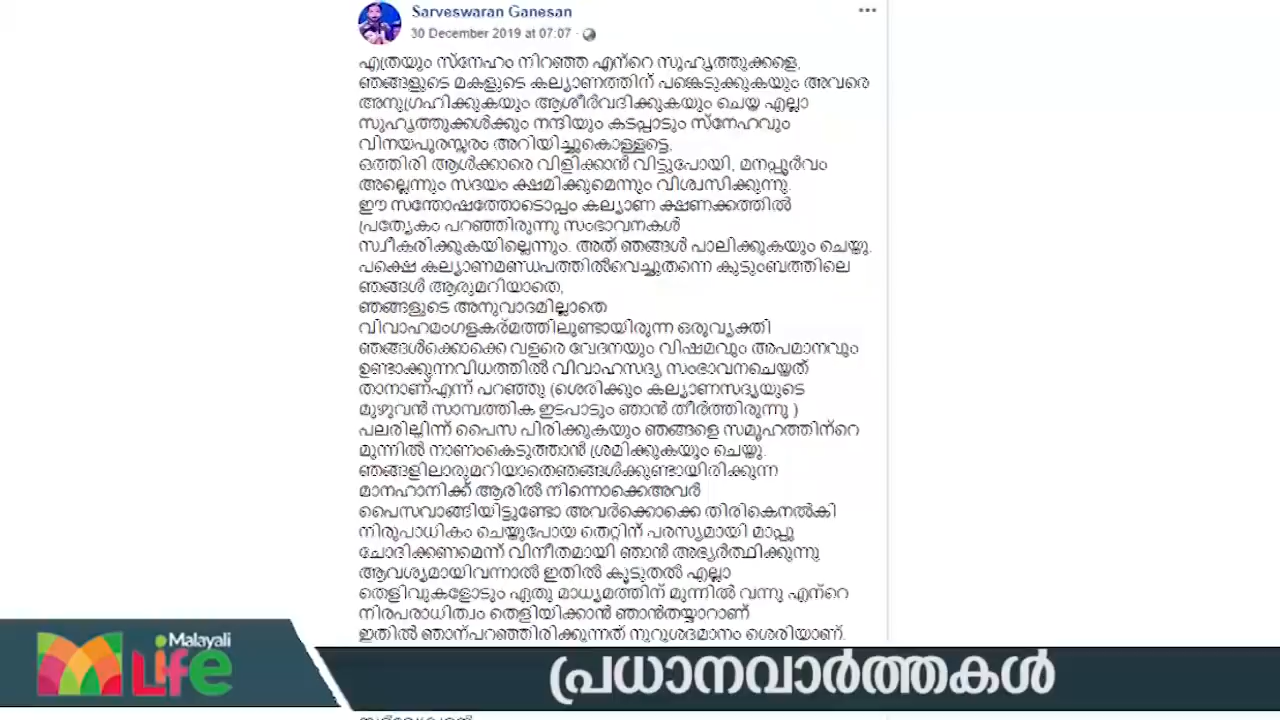 Sarveswaran Ganesan
30 December 2019 at 07:07
എത്രയും സ്നേഹം നിറഞ്ഞ എന്റെ സുഹൃത്തുക്കളെ,
ഞങ്ങളുടെ മകളുടെ കല്യാണത്തിന് പങ്കെടുക്കുകയും അവരെ
അനുഗ്രഹിക്കുകയും ആശീർവദിക്കുകയും ചെയ്ത എല്ലാ
സുഹൃത്തുക്കൾക്കും നന്ദിയും കടപ്പാടും സ്നേഹവും
വിനയപൂരസ്സരം അറിയിച്ചുകൊള്ളട്ടെ.
ഒത്തിരി ആൾക്കാരെ വിളിക്കാൻ വിട്ടുപോയി, മനപ്പൂർവം
അല്ലെന്നും സദയം ക്ഷമിക്കുമെന്നും വിശ്വസിക്കുന്നു.
ഈ സന്തോഷത്തോടൊപ്പം കല്യാണ ക്ഷണക്കത്തിൽ
പ്രത്യേകം പറഞ്ഞിരുന്നു സംഭാവനകൾ
സ്വീകരിക്കുകയില്ലെന്നും. അത് ഞങ്ങൾ പാലിക്കുകയും ചെയ്തു.
പക്ഷെ കല്യാണമണ്ഡപത്തിൽവെച്ചുതന്നെ കുടുംബത്തിലെ
ഞങ്ങൾ ആരുമറിയാതെ,
ഞങ്ങളുടെ അനുവാദമില്ലാതെ
വിവാഹമംഗളകര്മത്തിലുണ്ടായിരുന്ന ഒരുവ്യക്തി
ഞങ്ങൾക്കൊക്കെ വളരെ വേദനയും വിഷമവും അപമാനവും
ഉണ്ടാക്കുന്നവിധത്തിൽ വിവാഹസദ്യ സംഭാവനചെയ്തത്
താനാണ്എന്ന് പറഞ്ഞു (ശെരിക്കും കല്യാണസദ്യയുടെ
മുഴുവൻ സാമ്പത്തിക ഇടപാടും ഞാൻ തീർത്തിരുന്നു )
പലരില്നിന്ന് പൈസ പിരിക്കുകയും ഞങ്ങളെ സമൂഹത്തിന്റെ
മുന്നിൽ നാണംകെടുത്താൻ ശ്രമിക്കുകയും ചെയ്തു.
ഞങ്ങളിലാരുമറിയാതെഞങ്ങൾക്കുണ്ടായിരിക്കുന്ന
മാനഹാനിക്ക് ആരിൽ നിന്നൊക്കെഅവർ
പൈസവാങ്ങിയിട്ടുണ്ടോ അവർക്കൊക്കെ തിരികെനൽകി
നിരുപാധികം ചെയ്തുപോയ തെറ്റിന് പരസ്യമായി മാപ്പു
ചോദിക്കണമെന്ന് വിനീതമായി ഞാൻ അഭ്യർത്ഥിക്കുന്നു
ആവശ്യമായിവന്നാൽ ഇതിൽ കൂടുതൽ എല്ലാ
തെളിവുകളോടും ഏതു മാധ്യമത്തിന് മുന്നിൽ വന്നു എന്റെ
നിരപരാധിത്വം തെളിയിക്കാൻ ഞാൻതയ്യാറാണ്
ഇതിൽ ഞാന്പറഞ്ഞിരിക്കുന്നത് നുറുശദമാനം ശെരിയാണ്.
Malayali
Life
പ്രധാനവാർത്തകൾ